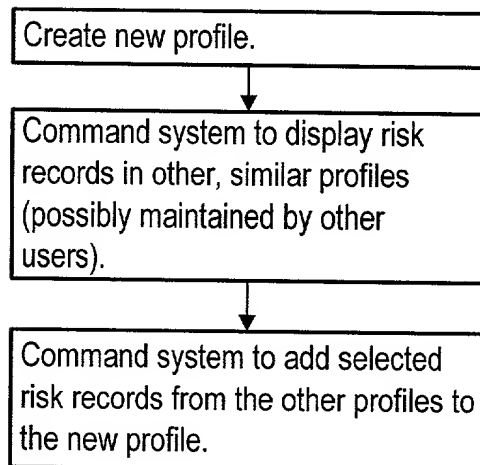 Create new profile.
Command system to display risk
records in other, similar profiles
(possibly maintained by other
users).
Command system to add selected
risk records from the other profiles to
the new profile.